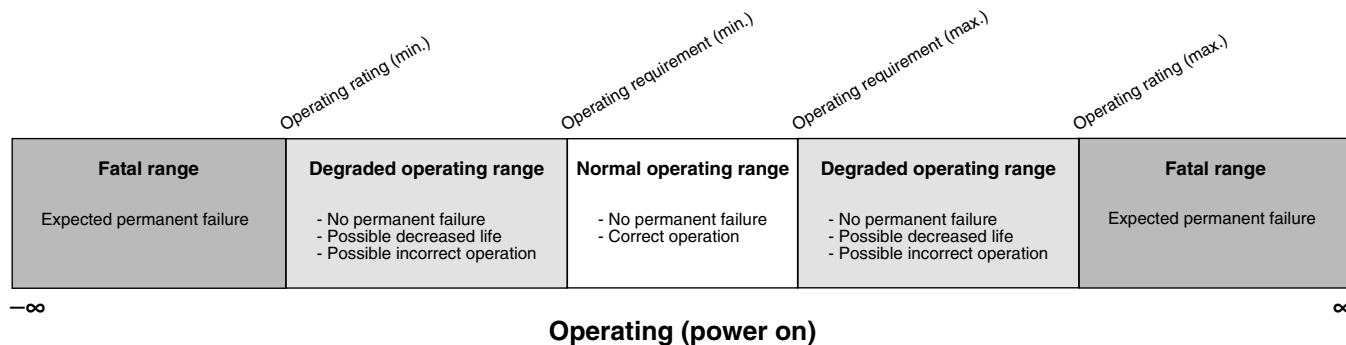 Operating rating (min.)
Operating requirement (min.)
Operating requirement (max.)
Operating rating (max.)
Fatal range
Expected permanent failure
Degraded operating range
- No permanent failure
- Possible decreased life
- Possible incorrect operation
Normal operating range
- No permanent failure
- Correct operation
Degraded operating range
- No permanent failure
- Possible decreased life
- Possible incorrect operation
Fatal range
Expected permanent failure
–∞
∞
Operating (power on)